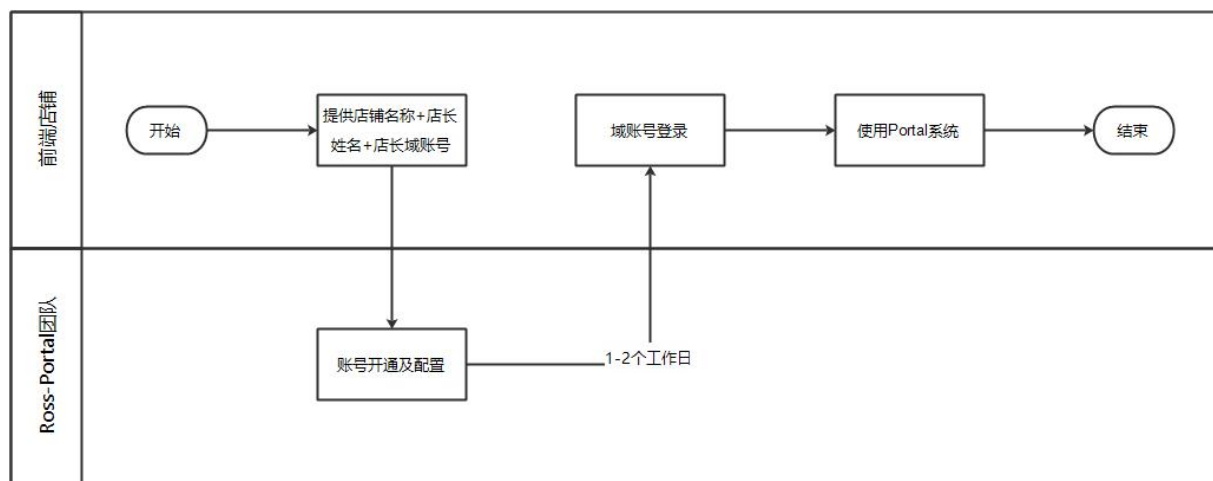 前端店铺
开始
提供店铺名称+店长
姓名+店长域账号
域账号登录
使用Portal系统
结束
Ross-Portal团队
账号开通及配置
1-2个工作日